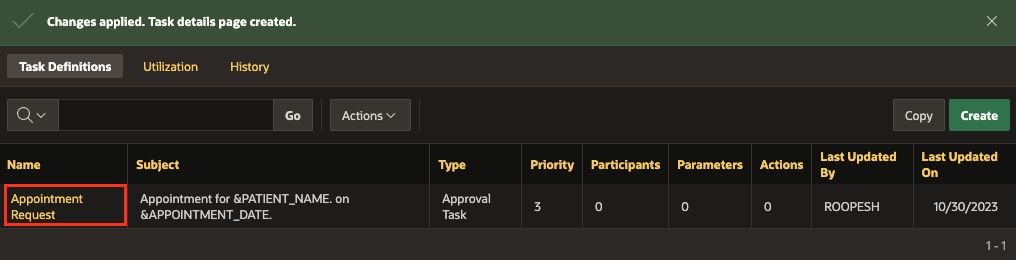 Changes applied. Task details page created.
Task Definitions Utilization History
Go Actions Copy Create
Name Subject Type Priority Participants Parameters Actions Last Updated By Last Updated On
Appointment Request Appointment for &PATIENT_NAME. on &APPOINTMENT_DATE. Approval Task 3 0 0 0 ROOPESH 10/30/2023
1 - 1